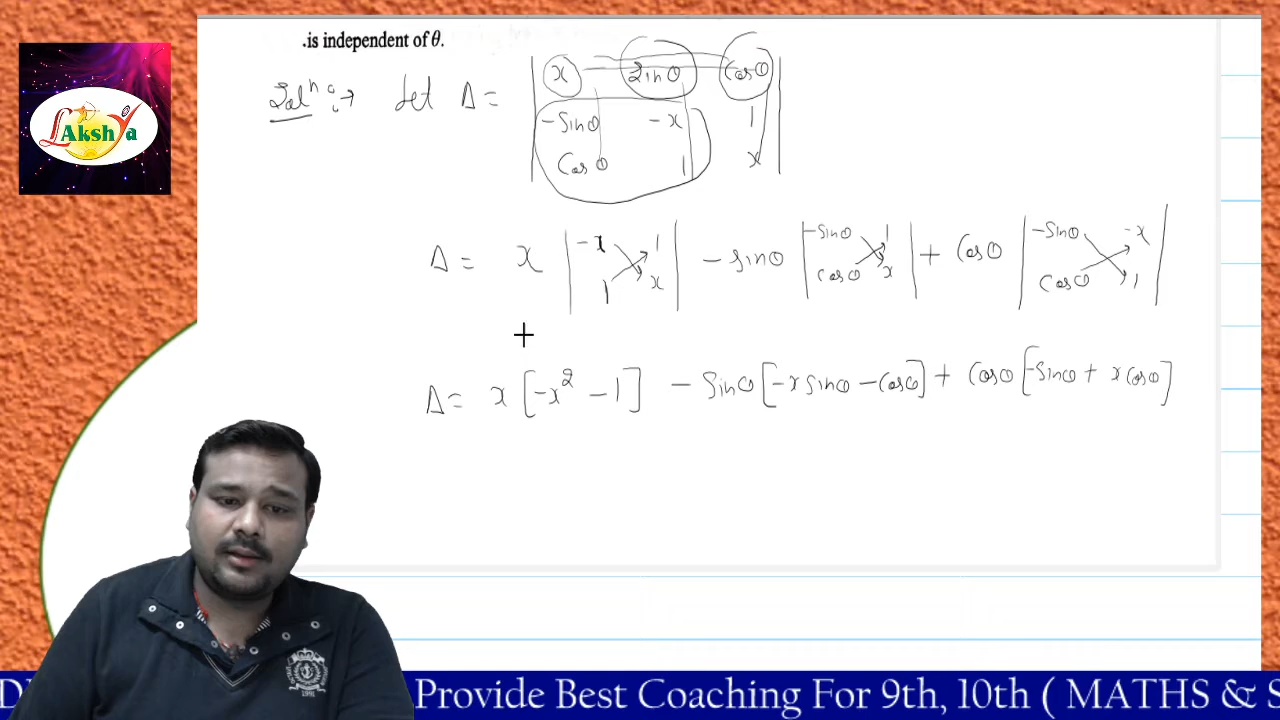 .is independent of θ.
LAkshYa
Solⁿ :→ Let Δ = | x sinθ cosθ |
| -sinθ -x 1 |
| cosθ 1 x |
Δ = x | -x 1 | - sinθ | -sinθ 1 | + cosθ | -sinθ -x |
| 1 x | | cosθ x | | cosθ 1 |
Δ = x [-x² - 1] - sinθ [-x sinθ - cosθ] + cosθ [-sinθ + x cosθ]
Provide Best Coaching For 9th, 10th ( MATHS & S